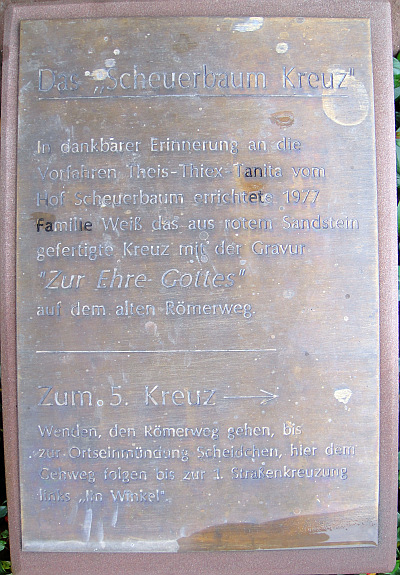 Das „Scheuerbaum Kreuz"
In dankbarer Erinnerung an die
Vorfahren Theis-Thiex-Tanita vom
Hof Scheuerbaum errichtete 1977
Familie Weiß das aus rotem Sandstein
gefertigte Kreuz mit der Gravur
"Zur Ehre Gottes"
auf dem alten Römerweg.
Zum 5. Kreuz →
Wenden, den Römerweg gehen, bis
zur Ortseinmündung Scheidchen, hier dem
Gehweg folgen bis zur 1. Straßenkreuzung
links „Im Winkel".